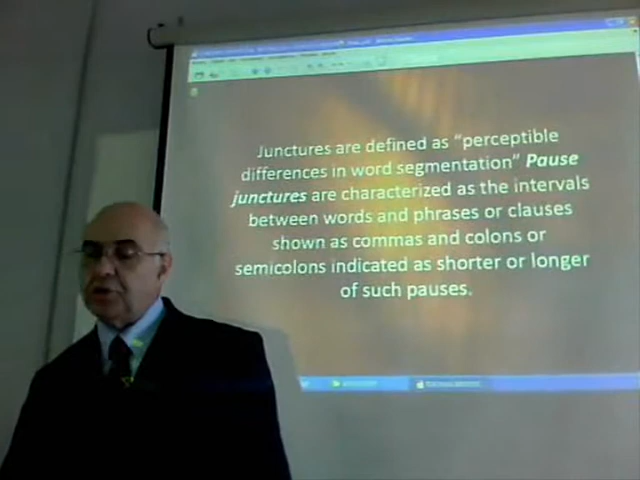 Junctures are defined as “perceptible
differences in word segmentation” Pause
junctures are characterized as the intervals
between words and phrases or clauses
shown as commas and colons or
semicolons indicated as shorter or longer
of such pauses.